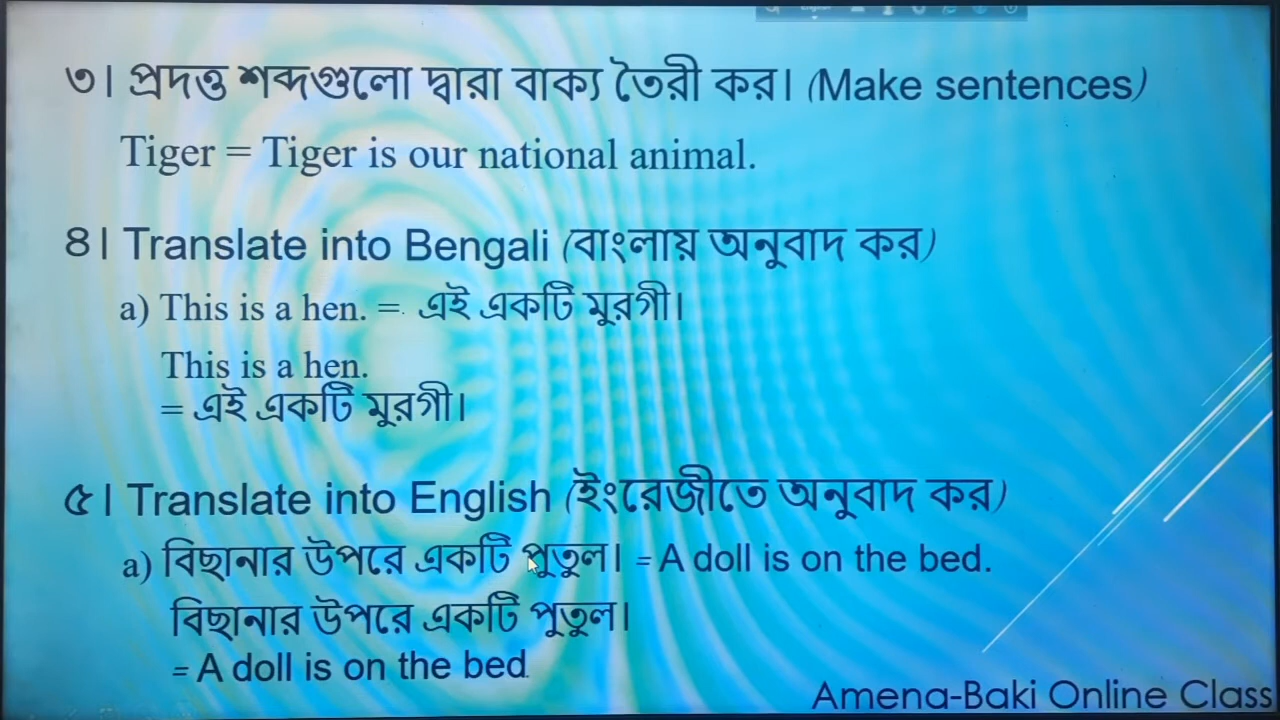 ৩। প্রদত্ত শব্দগুলো দ্বারা বাক্য তৈরী কর। (Make sentences)
Tiger = Tiger is our national animal.
৪। Translate into Bengali (বাংলায় অনুবাদ কর)
a) This is a hen. = এই একটি মুরগী।
This is a hen.
= এই একটি মুরগী।
৫। Translate into English (ইংরেজীতে অনুবাদ কর)
a) বিছানার উপরে একটি পুতুল। = A doll is on the bed.
বিছানার উপরে একটি পুতুল।
= A doll is on the bed.
Amena-Baki Online Class